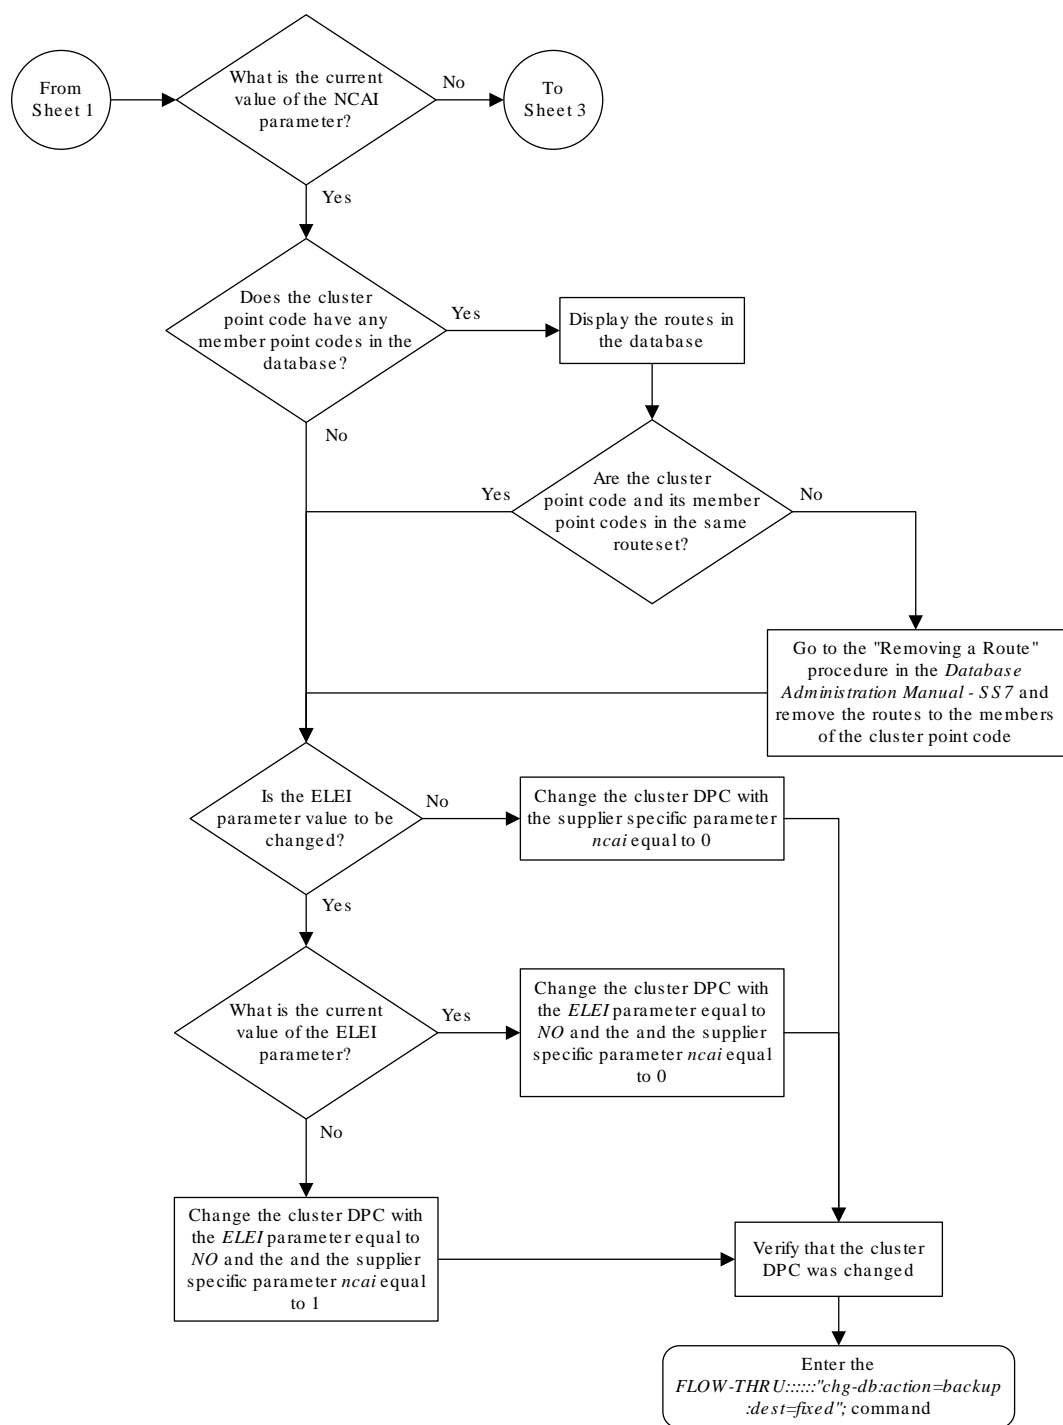 From
Sheet 1
What is the current
value of the NCAI
parameter?
No
To
Sheet 3
Yes
Does the cluster
point code have any
member point codes in the
database?
Yes
Display the routes in
the database
No
Are the cluster
point code and its member
point codes in the same
routeset?
Yes
No
Go to the "Removing a Route"
procedure in the Database
Administration Manual - SS7 and
remove the routes to the members
of the cluster point code
Is the ELEI
parameter value to be
changed?
No
Change the cluster DPC with
the supplier specific parameter
ncai equal to 0
Yes
What is the current
value of the ELEI
parameter?
Yes
Change the cluster DPC with
the ELEI parameter equal to
NO and the and the supplier
specific parameter ncai equal
to 0
No
Change the cluster DPC with
the ELEI parameter equal to
NO and the and the supplier
specific parameter ncai equal
to 1
Verify that the cluster
DPC was changed
Enter the
FLOW-THRU::::::"chg-db:action=backup
:dest=fixed"; command